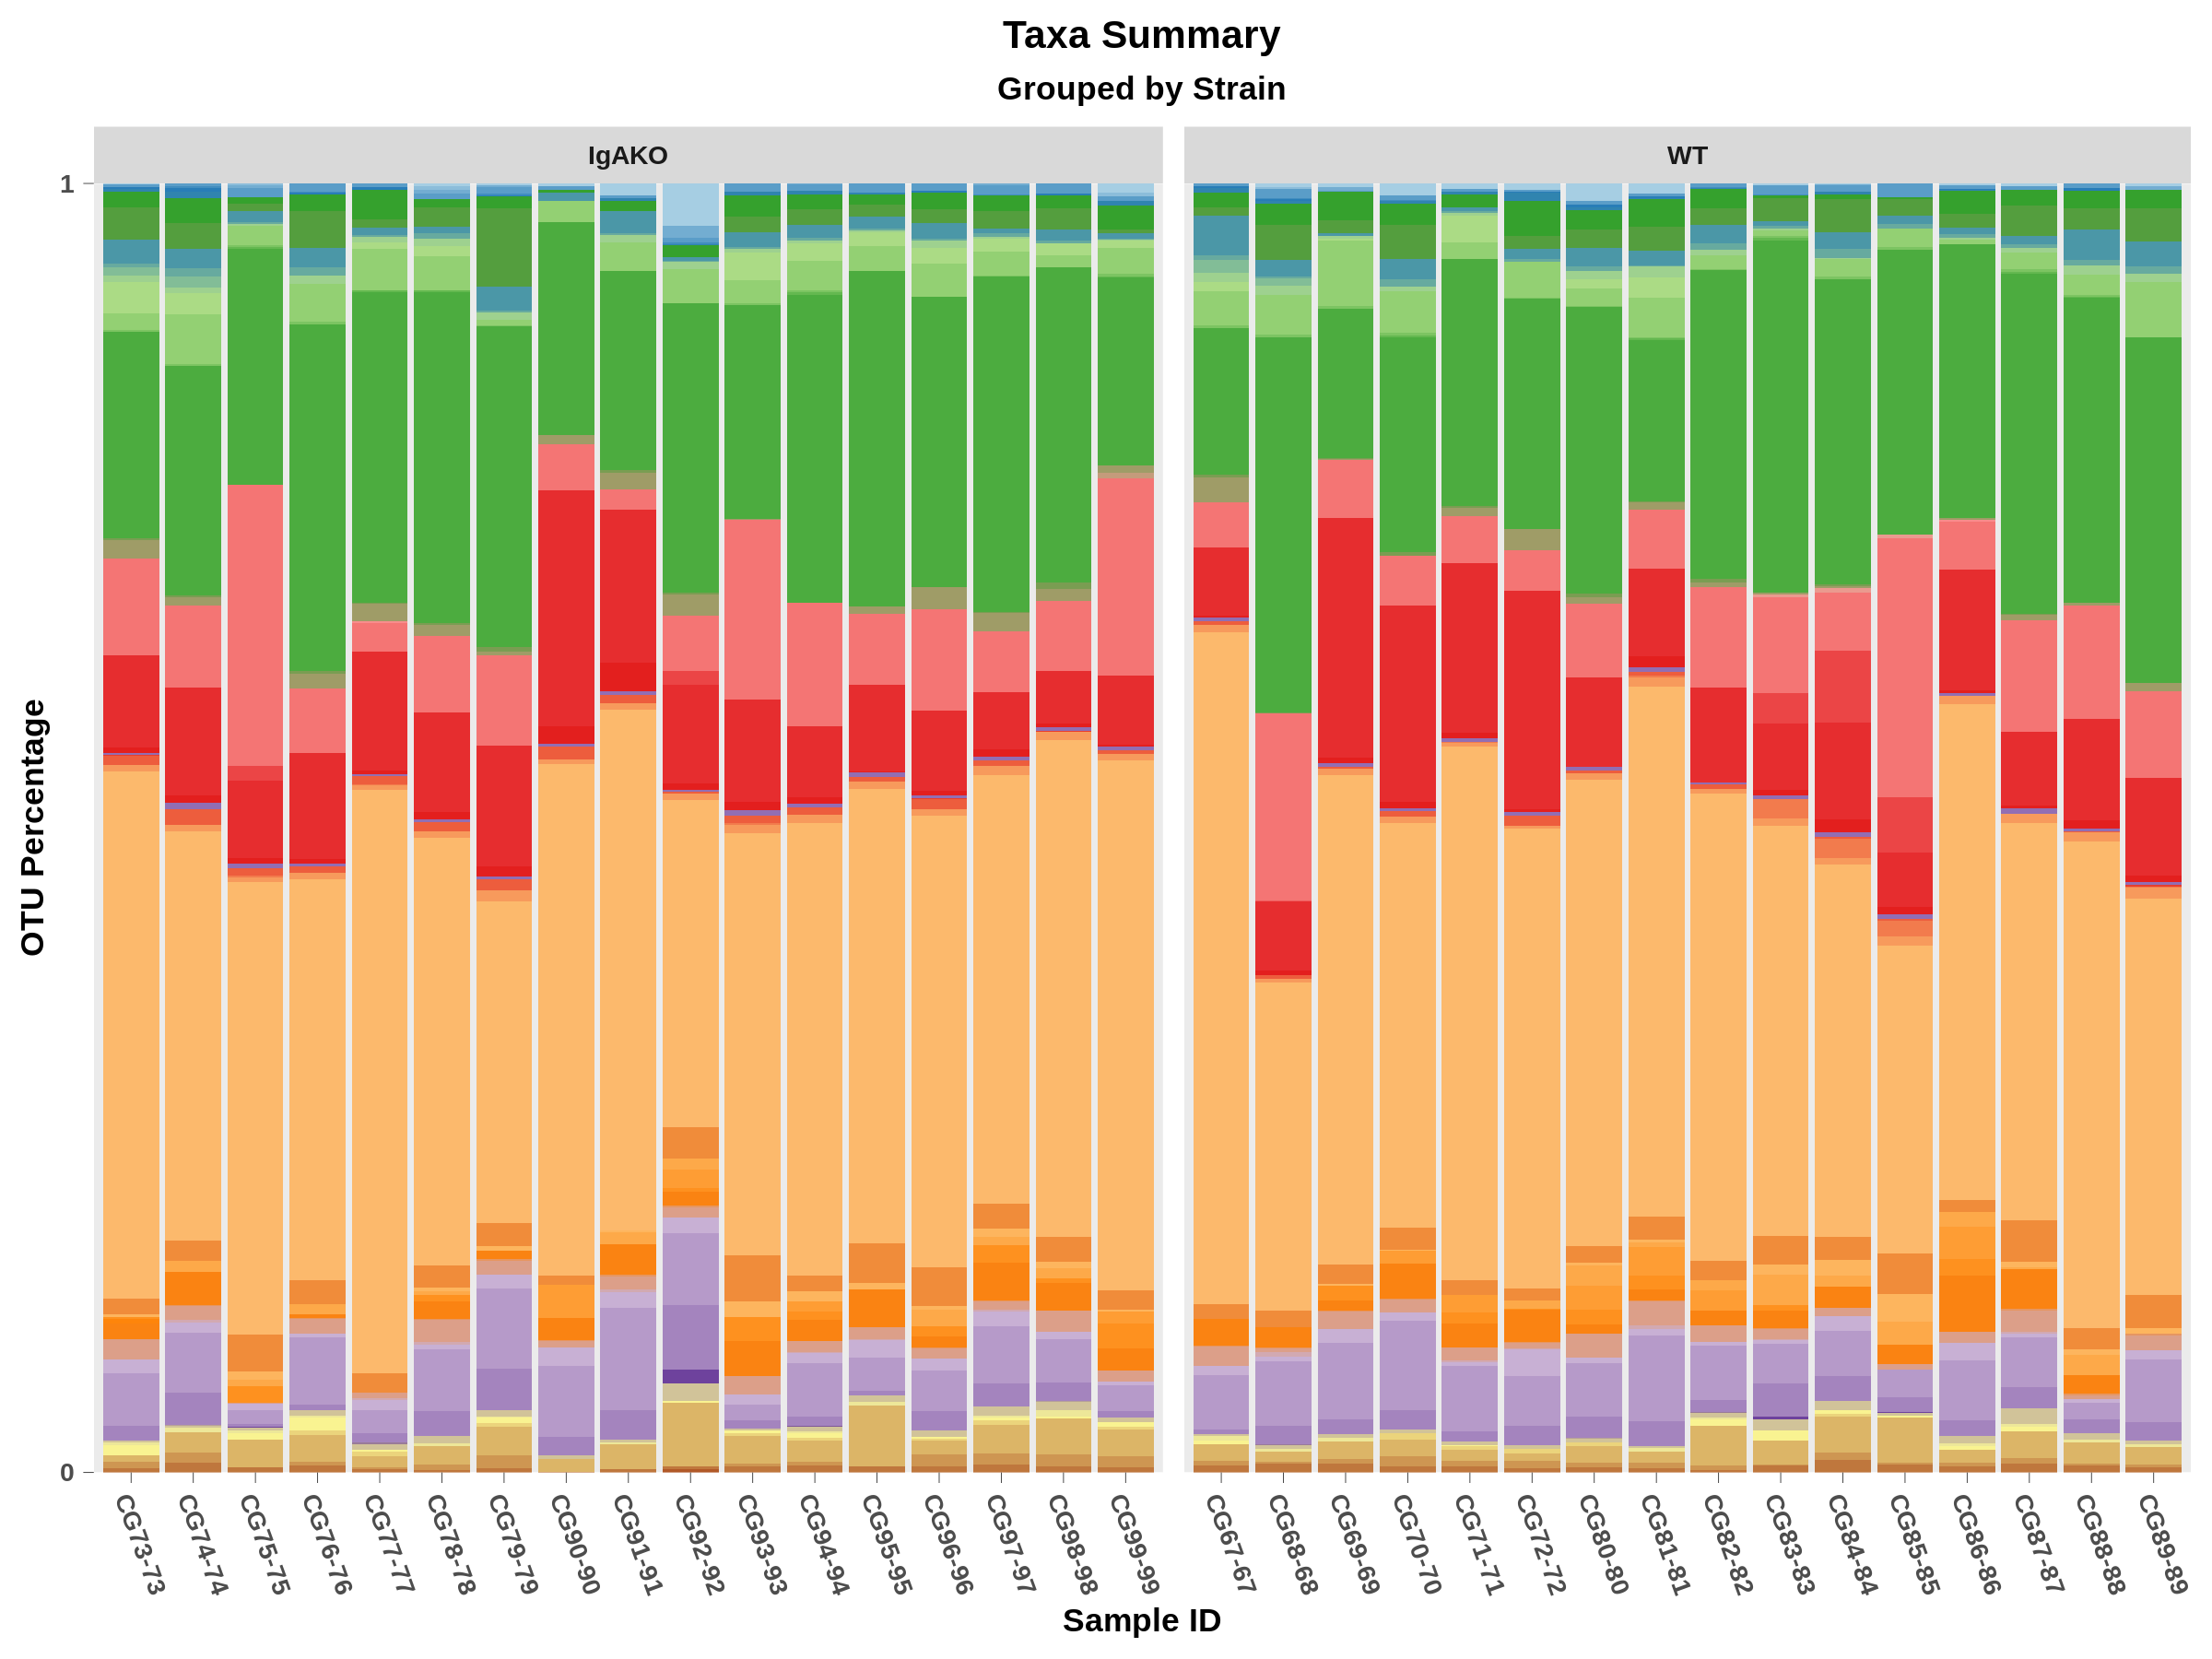 Taxa Summary
Grouped by Strain
IgAKO
WT
1
0
OTU Percentage
CG73-73
CG74-74
CG75-75
CG76-76
CG77-77
CG78-78
CG79-79
CG90-90
CG91-91
CG92-92
CG93-93
CG94-94
CG95-95
CG96-96
CG97-97
CG98-98
CG99-99
CG67-67
CG68-68
CG69-69
CG70-70
CG71-71
CG72-72
CG80-80
CG81-81
CG82-82
CG83-83
CG84-84
CG85-85
CG86-86
CG87-87
CG88-88
CG89-89
Sample ID